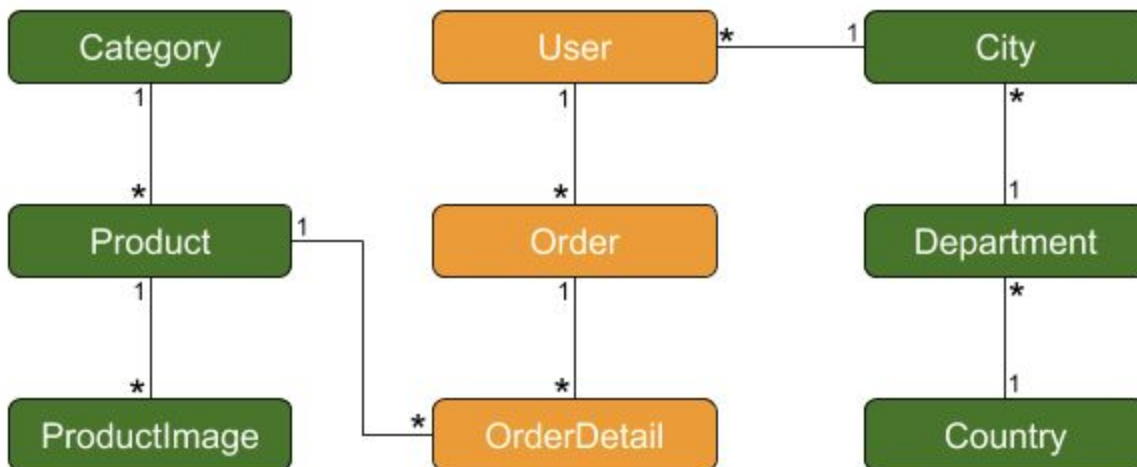 Category
User
*
1
City
1
1
*
*
*
1
Product
1
Order
Department
1
1
*
*
*
1
ProductImage
*
OrderDetail
Country